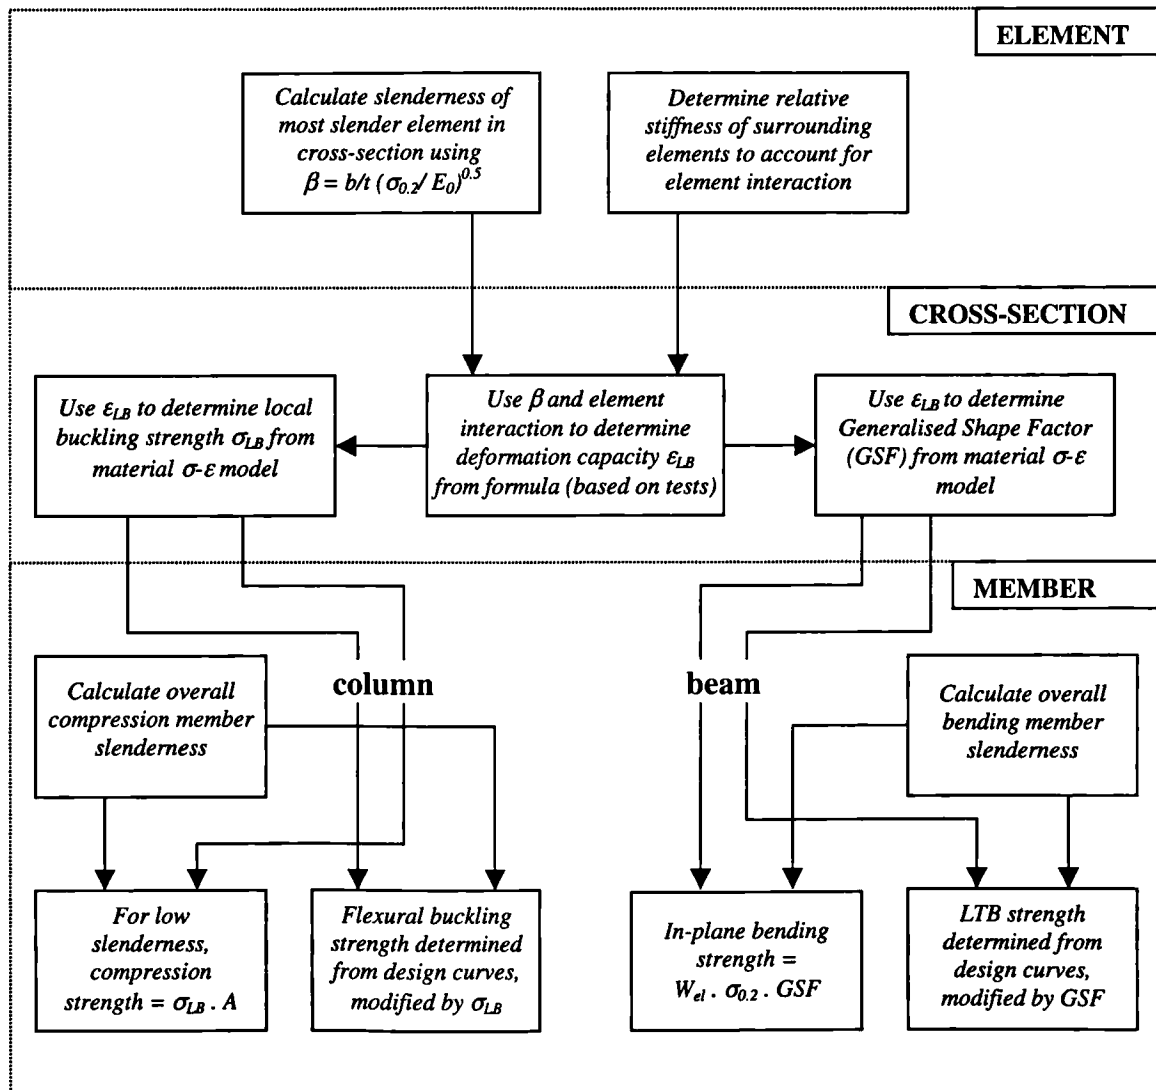 ELEMENT
Calculate slenderness of
most slender element in
cross-section using
β = b/t (σ0.2/ E0)^0.5
Determine relative
stiffness of surrounding
elements to account for
element interaction
CROSS-SECTION
Use εLB to determine local
buckling strength σLB from
material σ-ε model
Use β and element
interaction to determine
deformation capacity εLB
from formula (based on tests)
Use εLB to determine
Generalised Shape Factor
(GSF) from material σ-ε
model
MEMBER
Calculate overall
compression member
slenderness
column
beam
Calculate overall
bending member
slenderness
For low
slenderness,
compression
strength = σLB . A
Flexural buckling
strength determined
from design curves,
modified by σLB
In-plane bending
strength =
Wel . σ0.2 . GSF
LTB strength
determined from
design curves,
modified by GSF